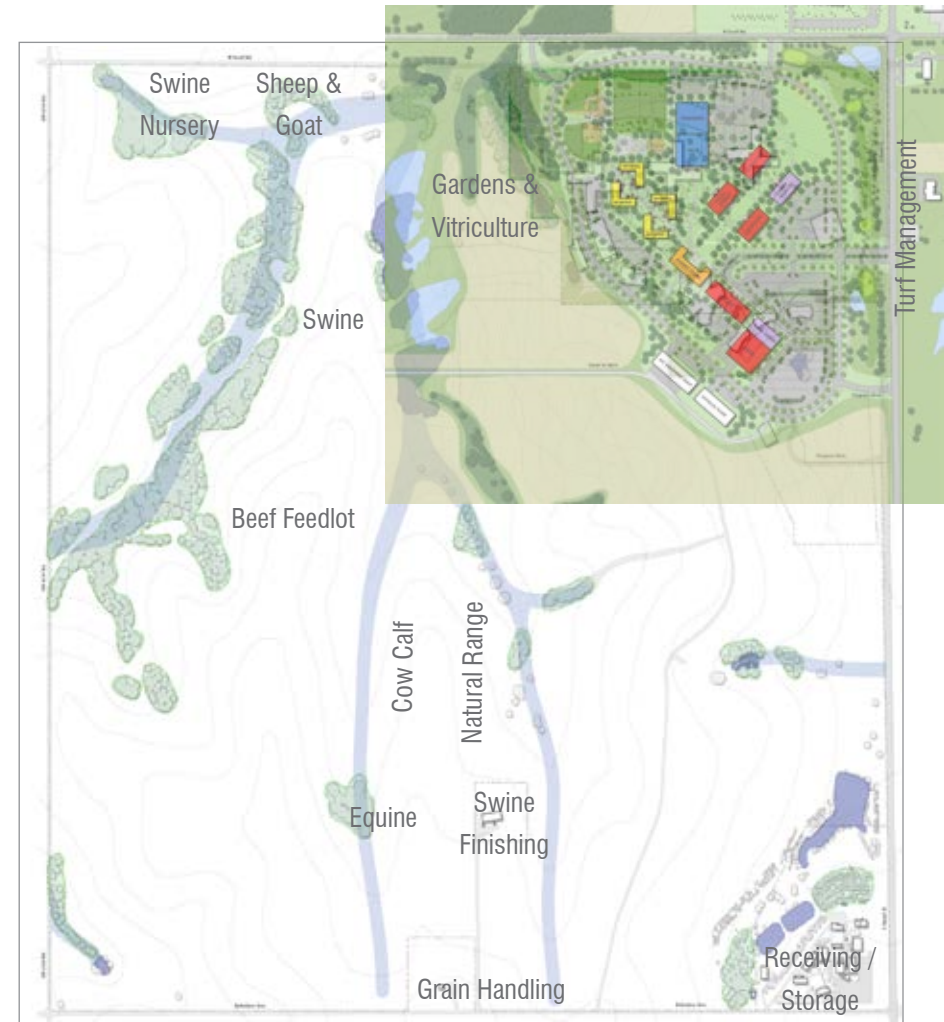 Swine
Nursery
Sheep &
Goat
Gardens &
Vitriculture
Turf Management
Swine
Beef Feedlot
Cow Calf
Natural Range
Equine
Swine
Finishing
Grain Handling
Receiving /
Storage